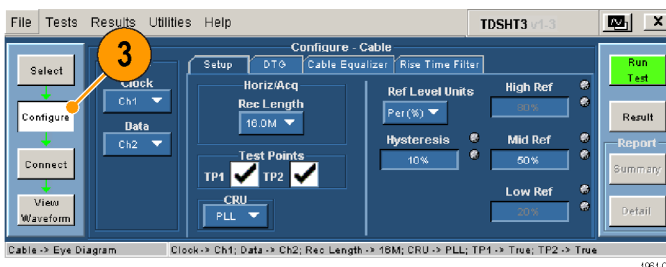 File Tests Results Utilities Help TDSHT3 v1-3 X
3
Select
Configure
Connect
View
Waveform
Clock
Ch1
Data
Ch2
Configure - Cable
Setup DTG Cable Equalizer Rise Time Filter
Horiz/Acq
Rec Length
16.0M
Test Points
TP1 TP2
CRU
PLL
Ref Level Units
Per(%)
Hysteresis
10%
High Ref
80%
Mid Ref
50%
Low Ref
20%
Run
Test
Result
Report
Summary
Detail
Cable -> Eye Diagram Clock-> Ch1; Data-> Ch2; Rec Length -> 16M; CRU -> PLL; TP1 -> True; TP2 -> True